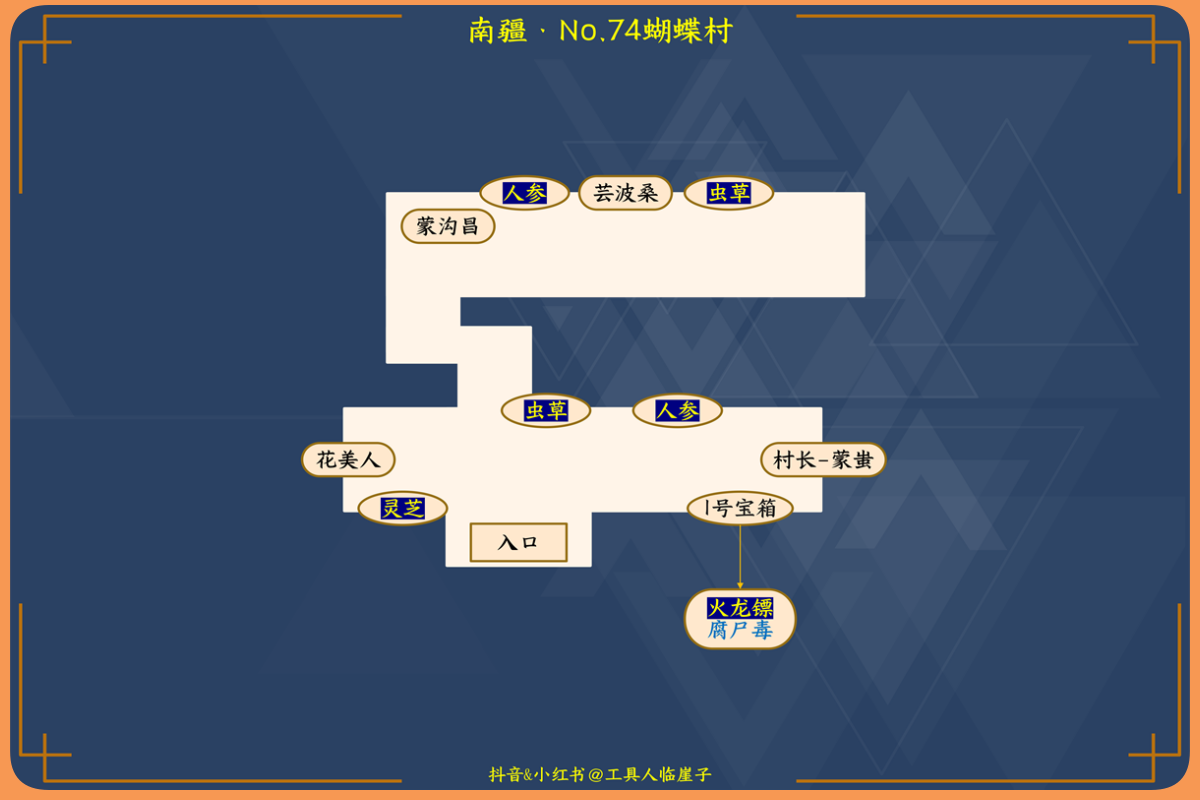 南疆·No.74蝴蝶村
人参
芸波桑
虫草
蒙沟昌
虫草
人参
花美人
村长-蒙蚩
灵芝
1号宝箱
入口
火龙镖
腐尸毒
抖音&小红书@工具人临崖子